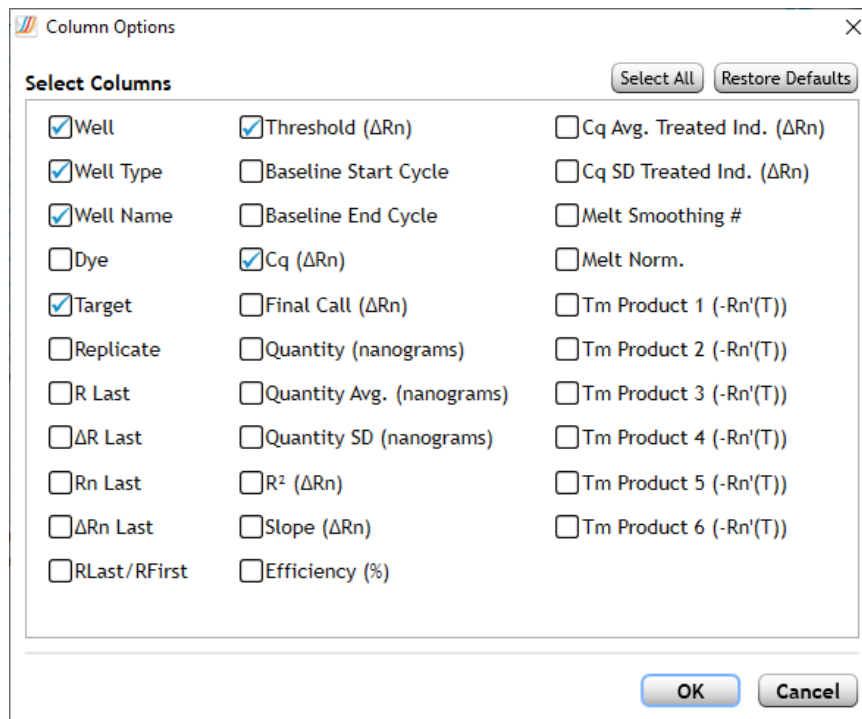 Column Options
Select Columns
Select All
Restore Defaults
Well
Well Type
Well Name
Dye
Target
Replicate
R Last
ΔR Last
Rn Last
ΔRn Last
RLast/RFirst
Threshold (ΔRn)
Baseline Start Cycle
Baseline End Cycle
Cq (ΔRn)
Final Call (ΔRn)
Quantity (nanograms)
Quantity Avg. (nanograms)
Quantity SD (nanograms)
R² (ΔRn)
Slope (ΔRn)
Efficiency (%)
Cq Avg. Treated Ind. (ΔRn)
Cq SD Treated Ind. (ΔRn)
Melt Smoothing #
Melt Norm.
Tm Product 1 (-Rn'(T))
Tm Product 2 (-Rn'(T))
Tm Product 3 (-Rn'(T))
Tm Product 4 (-Rn'(T))
Tm Product 5 (-Rn'(T))
Tm Product 6 (-Rn'(T))
OK
Cancel